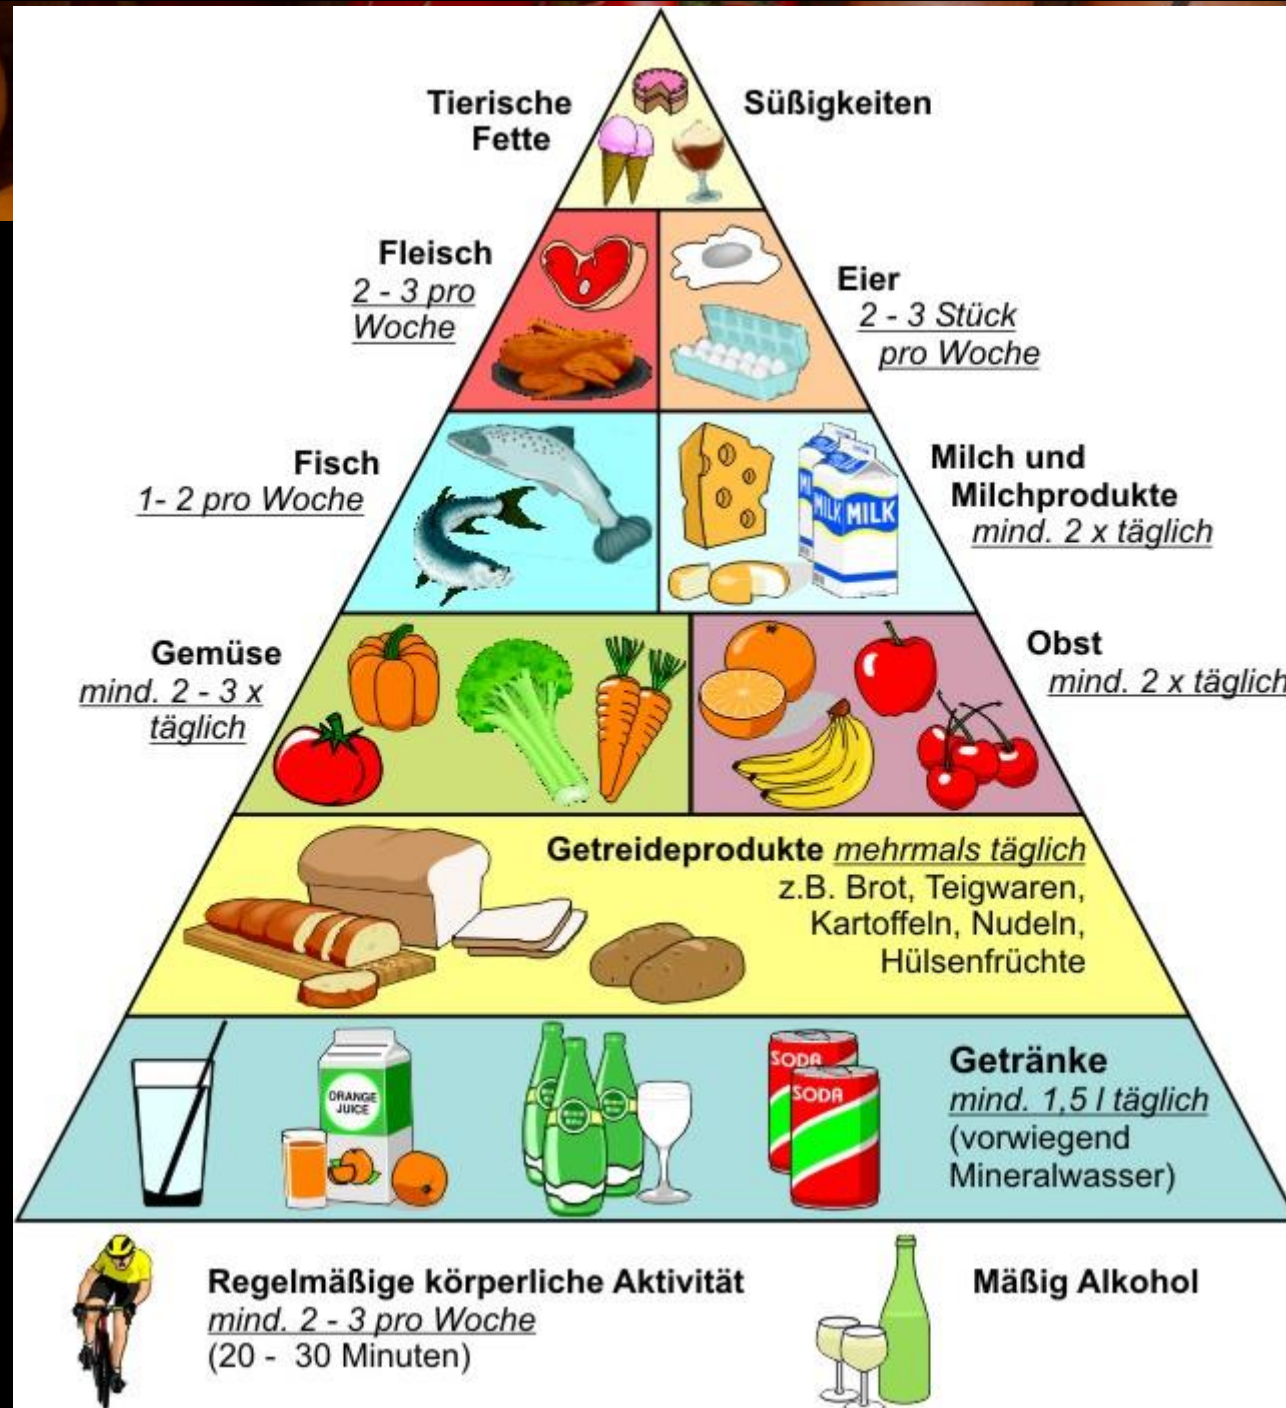 Tierische
Fette
Süßigkeiten
Fleisch
2 - 3 pro
Woche
Eier
2 - 3 Stück
pro Woche
Fisch
1- 2 pro Woche
Milch und
Milchprodukte
mind. 2 x täglich
MILK MILK
Gemüse
mind. 2 - 3 x
täglich
Obst
mind. 2 x täglich
Getreideprodukte mehrmals täglich
z.B. Brot, Teigwaren,
Kartoffeln, Nudeln,
Hülsenfrüchte
ORANGE
JUICE
SODA
SODA
Getränke
mind. 1,5 l täglich
(vorwiegend
Mineralwasser)
Regelmäßige körperliche Aktivität
mind. 2 - 3 pro Woche
(20 - 30 Minuten)
Mäßig Alkohol